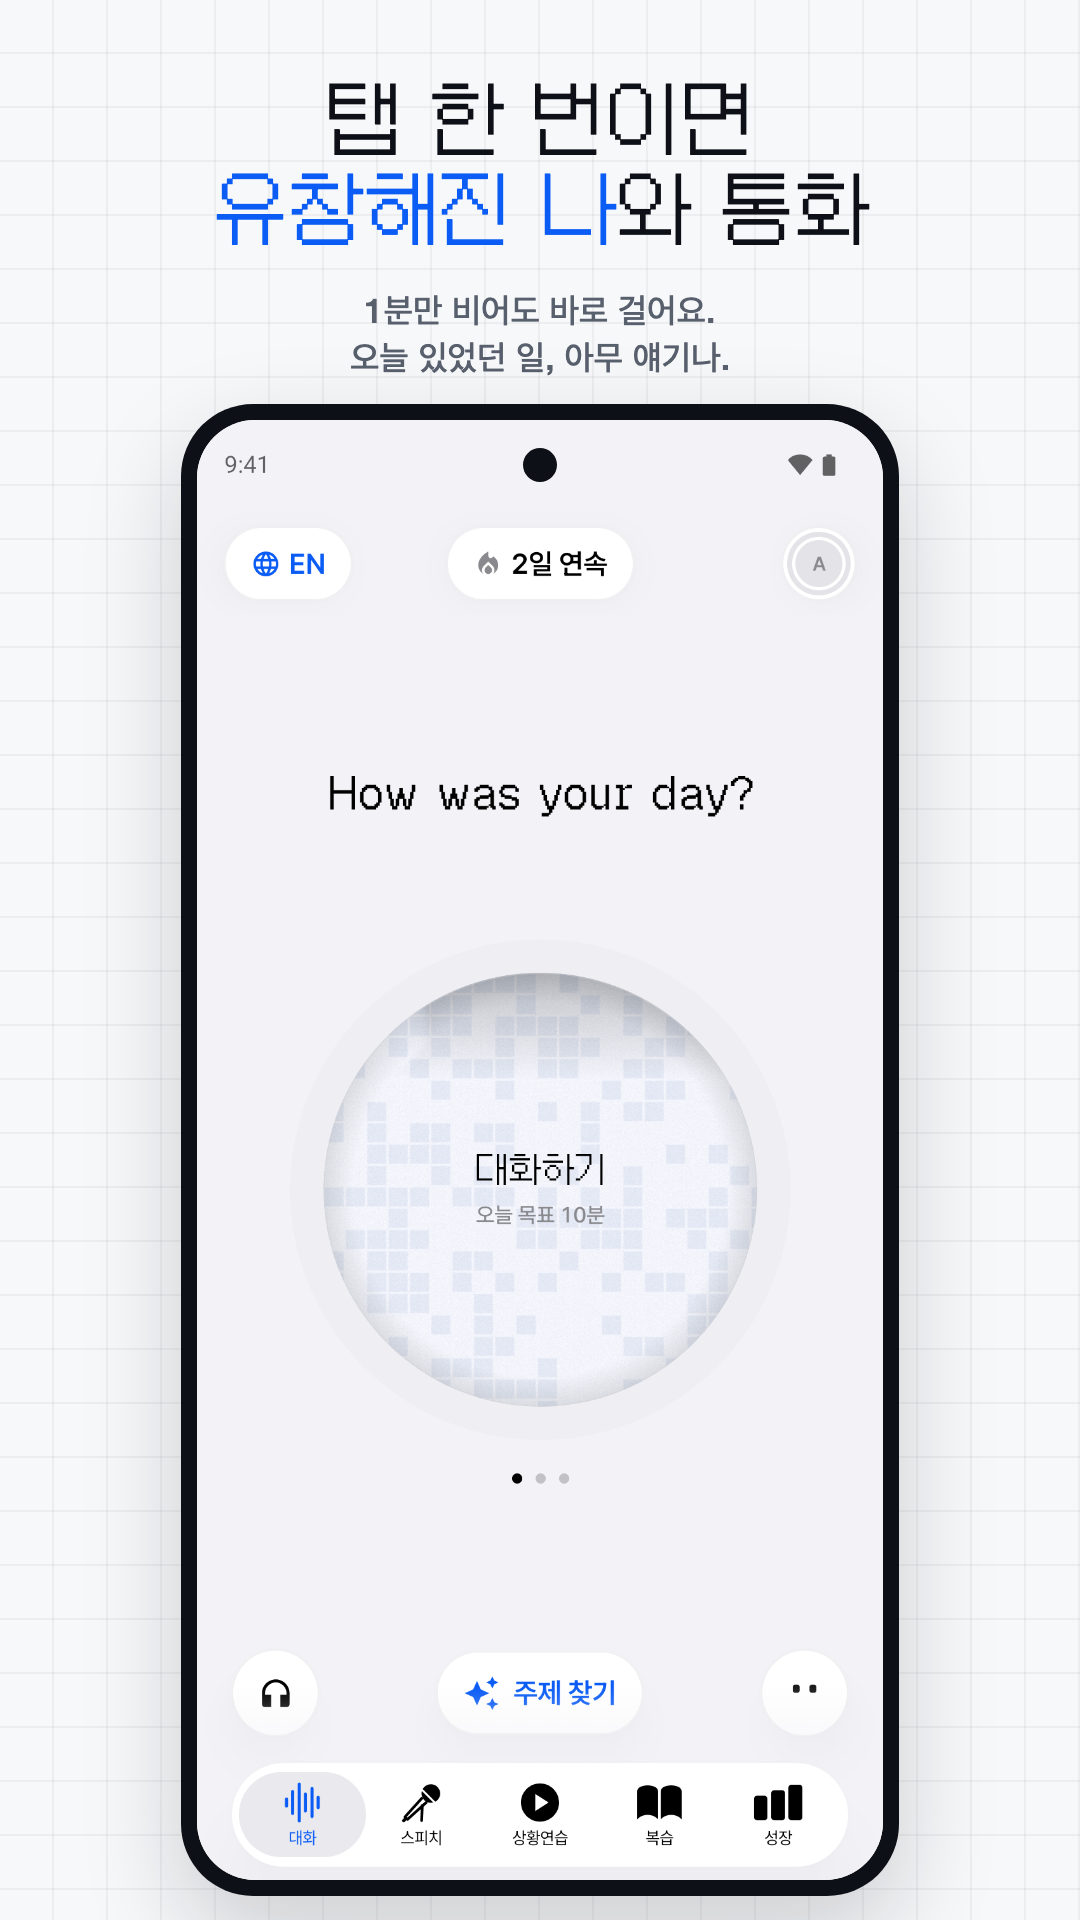 탭 한 번이면
유창해진 나와 통화
1분만 비어도 바로 걸어요.
오늘 있었던 일, 아무 얘기나.
9:41
EN
2일 연속
A
How was your day?
대화하기
오늘 목표 10분
주제 찾기
대화
스피치
상황연습
복습
성장